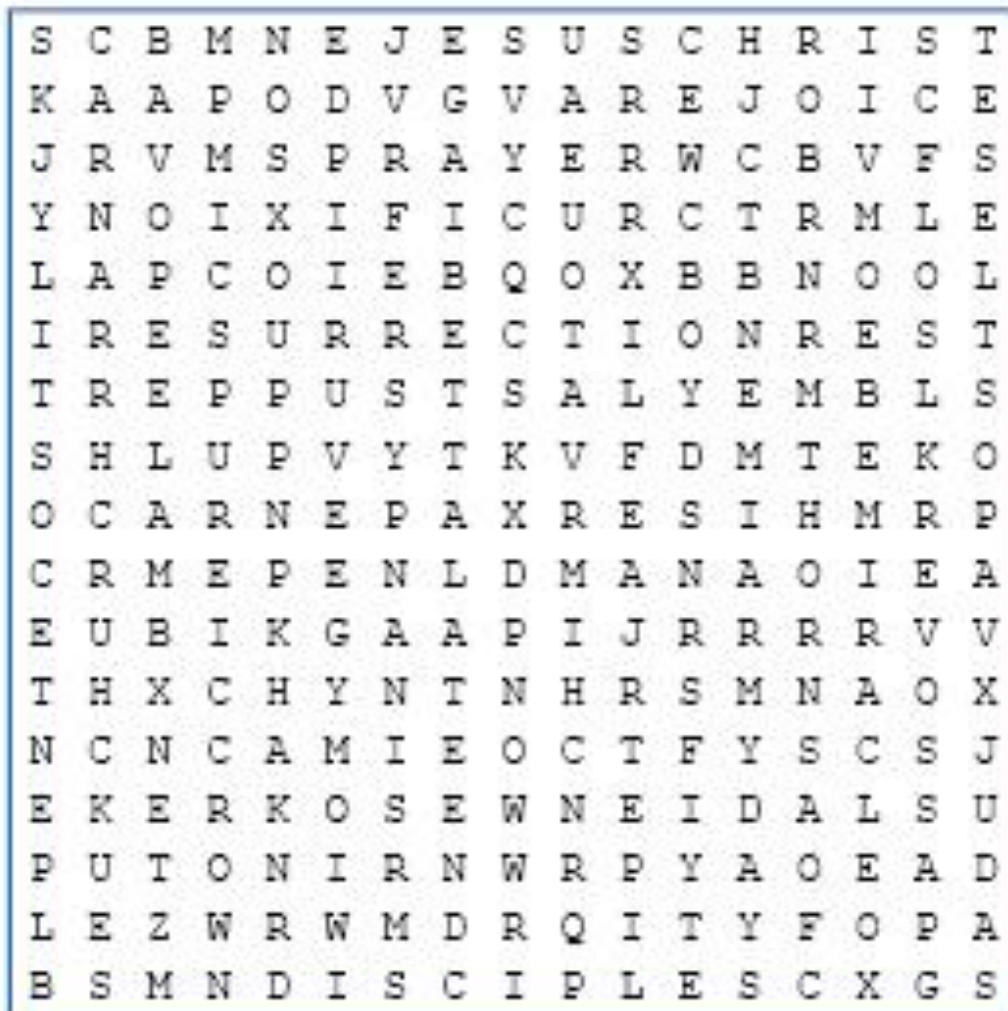 S C B M N E J E S U S C H R I S T
K A A P O D V G V A R E J O I C E
J R V M S P R A Y E R W C B V F S
Y N O I X I F I C U R C T R M L E
L A P C O I E B Q O X B B N O O L
I R E S U R R E C T I O N R E S T
T R E P P U S T S A L Y E M B L S
S H L U P V Y T K V F D M T E K O
O C A R N E P A X R E S I H M R P
C R M E P E N L D M A N A O I E A
E U B I K G A A P I J R R R R V V
T H X C H Y N T N H R S M N A O X
N C N C A M I E O C T F Y S C S J
E K E R K O S E W N E I D A L S U
P U T O N I R N W R P Y A O E A D
L E Z W R W M D R Q I T Y F O P A
B S M N D I S C I P L E S C X G S